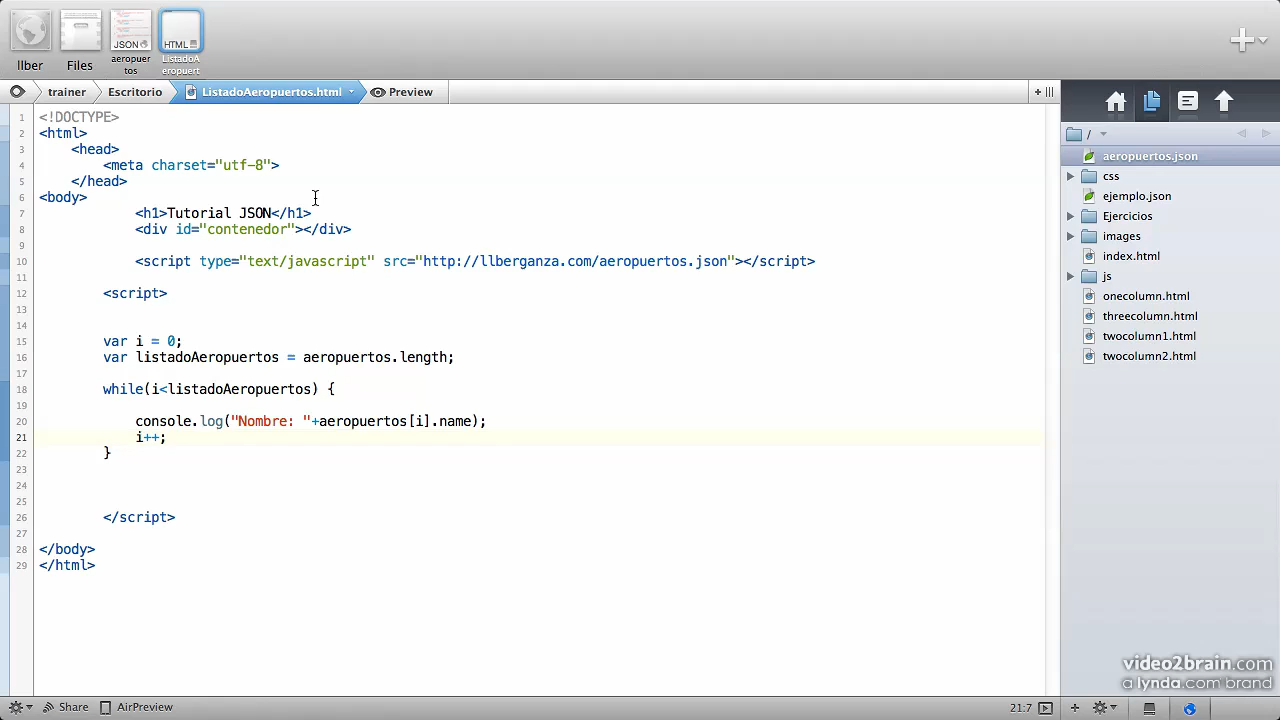 JSON
HTML
llber
Files
aeropuer
tos
ListadoA
eropuert
trainer
Escritorio
ListadoAeropuertos.html
Preview
/
1 <!DOCTYPE>
2 <html>
3 <head>
4 <meta charset="utf-8">
5 </head>
6 <body>
7 <h1>Tutorial JSON</h1>
8 <div id="contenedor"></div>
9
10 <script type="text/javascript" src="http://llberganza.com/aeropuertos.json"></script>
11
12 <script>
13
14
15 var i = 0;
16 var listadoAeropuertos = aeropuertos.length;
17
18 while(i<listadoAeropuertos) {
19
20 console.log("Nombre: "+aeropuertos[i].name);
21 i++;
22 }
23
24
25
26 </script>
27
28 </body>
29 </html>
aeropuertos.json
css
ejemplo.json
Ejercicios
images
index.html
js
onecolumn.html
threecolumn.html
twocolumn1.html
twocolumn2.html
video2brain.com
a lynda.com brand
Share
AirPreview
21:7